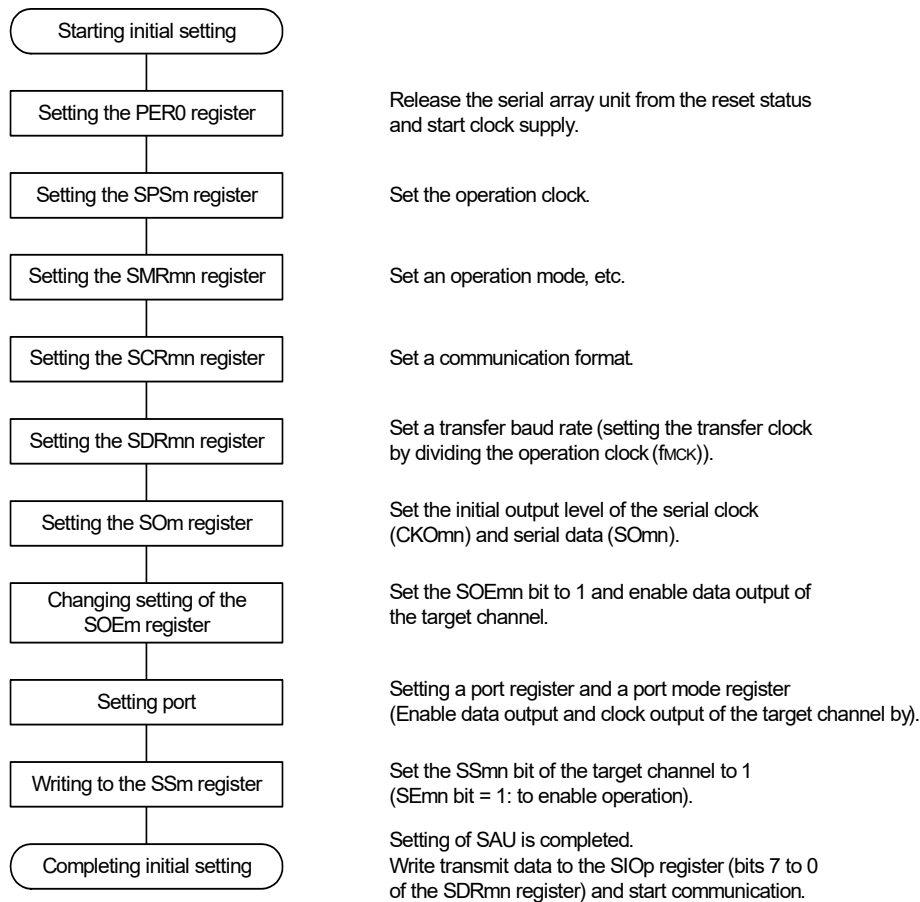 Starting initial setting
Setting the PER0 register
Release the serial array unit from the reset status
and start clock supply.
Setting the SPSm register
Set the operation clock.
Setting the SMRmn register
Set an operation mode, etc.
Setting the SCRmn register
Set a communication format.
Setting the SDRmn register
Set a transfer baud rate (setting the transfer clock
by dividing the operation clock (fMCK)).
Setting the SOm register
Set the initial output level of the serial clock
(CKOmn) and serial data (SOmn).
Changing setting of the
SOEm register
Set the SOEmn bit to 1 and enable data output of
the target channel.
Setting port
Setting a port register and a port mode register
(Enable data output and clock output of the target channel by).
Writing to the SSm register
Set the SSmn bit of the target channel to 1
(SEmn bit = 1: to enable operation).
Completing initial setting
Setting of SAU is completed.
Write transmit data to the SIOp register (bits 7 to 0
of the SDRmn register) and start communication.